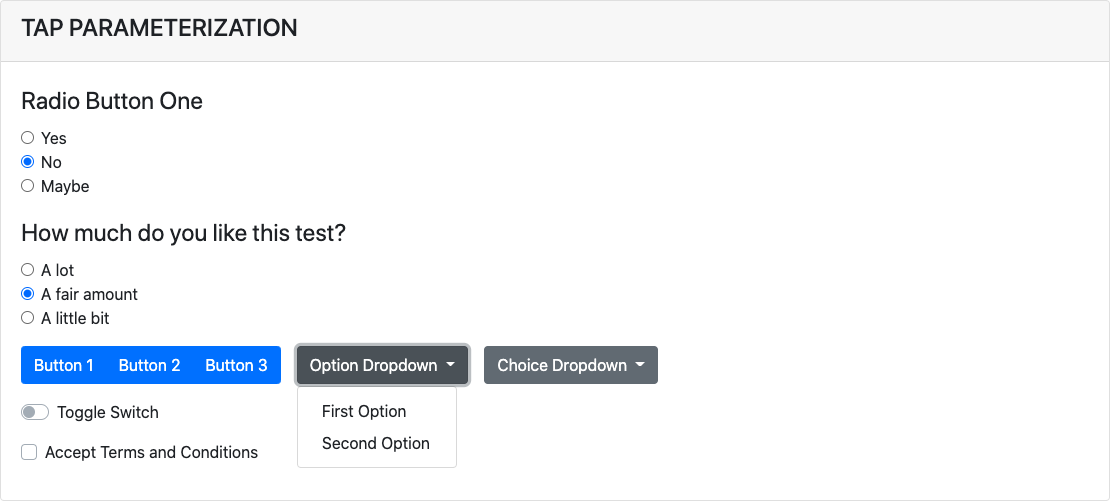 TAP PARAMETERIZATION
Radio Button One
Yes
No
Maybe
How much do you like this test?
A lot
A fair amount
A little bit
Button 1 Button 2 Button 3 Option Dropdown Choice Dropdown
First Option
Toggle Switch
Second Option
Accept Terms and Conditions